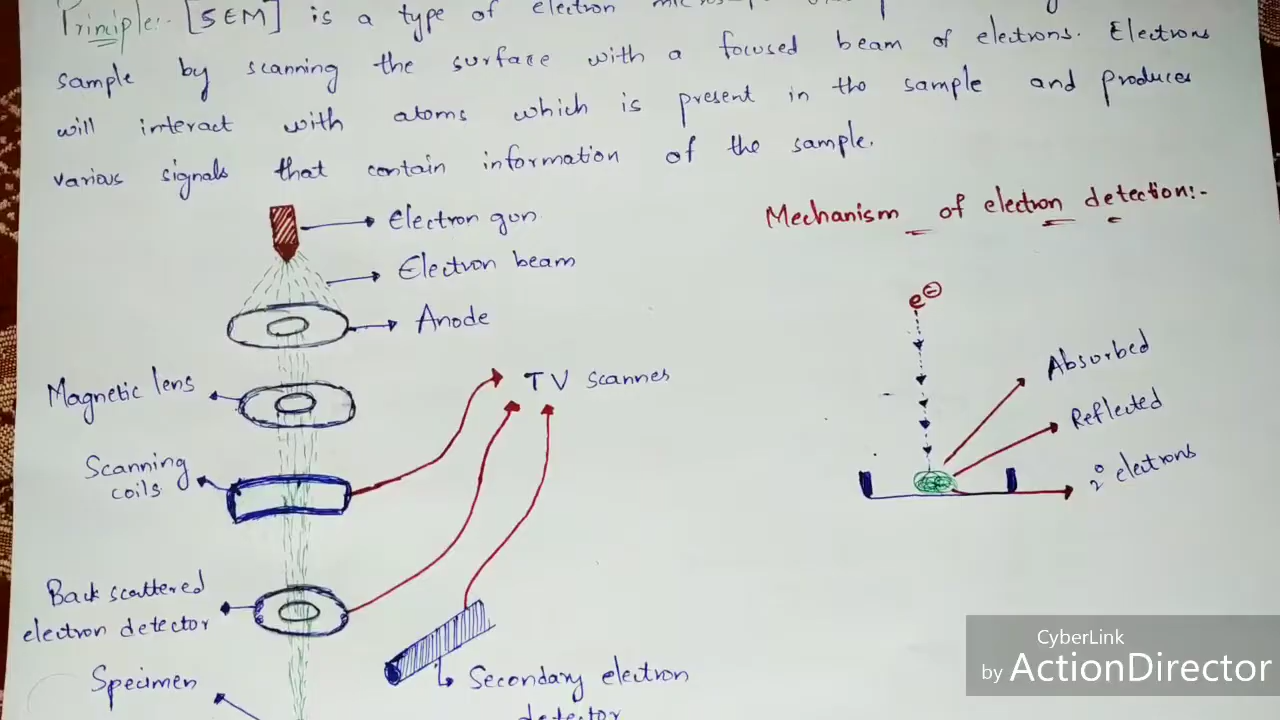 Principle:- [SEM] is a type of electron
sample by scanning the surface with a focused beam of electrons. Electrons
will interact with atoms which is present in the sample and produces
various signals that contain information of the sample.
Electron gun
Electron beam
Anode
Magnetic lens
TV scanner
Scanning
coils
Back scattered
electron detector
Specimen
Secondary electron
detector
Mechanism of electron detection:-
e⊖
Absorbed
Reflected
2° electrons
CyberLink
by ActionDirector